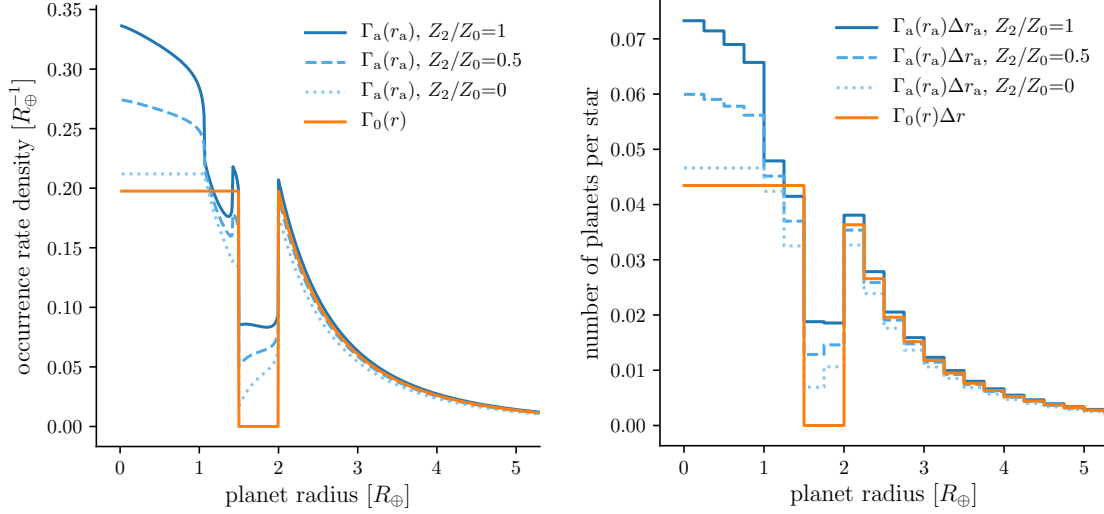 0.35
0.30
0.25
0.20
0.15
0.10
0.05
0.00
occurrence rate density [R⊕⁻¹]
Γₐ(rₐ), Z₂/Z₀=1
Γₐ(rₐ), Z₂/Z₀=0.5
Γₐ(rₐ), Z₂/Z₀=0
Γ₀(r)
0 1 2 3 4 5
planet radius [R⊕]
0.07
0.06
0.05
0.04
0.03
0.02
0.01
0.00
number of planets per star
Γₐ(rₐ)Δrₐ, Z₂/Z₀=1
Γₐ(rₐ)Δrₐ, Z₂/Z₀=0.5
Γₐ(rₐ)Δrₐ, Z₂/Z₀=0
Γ₀(r)Δr
0 1 2 3 4 5
planet radius [R⊕]